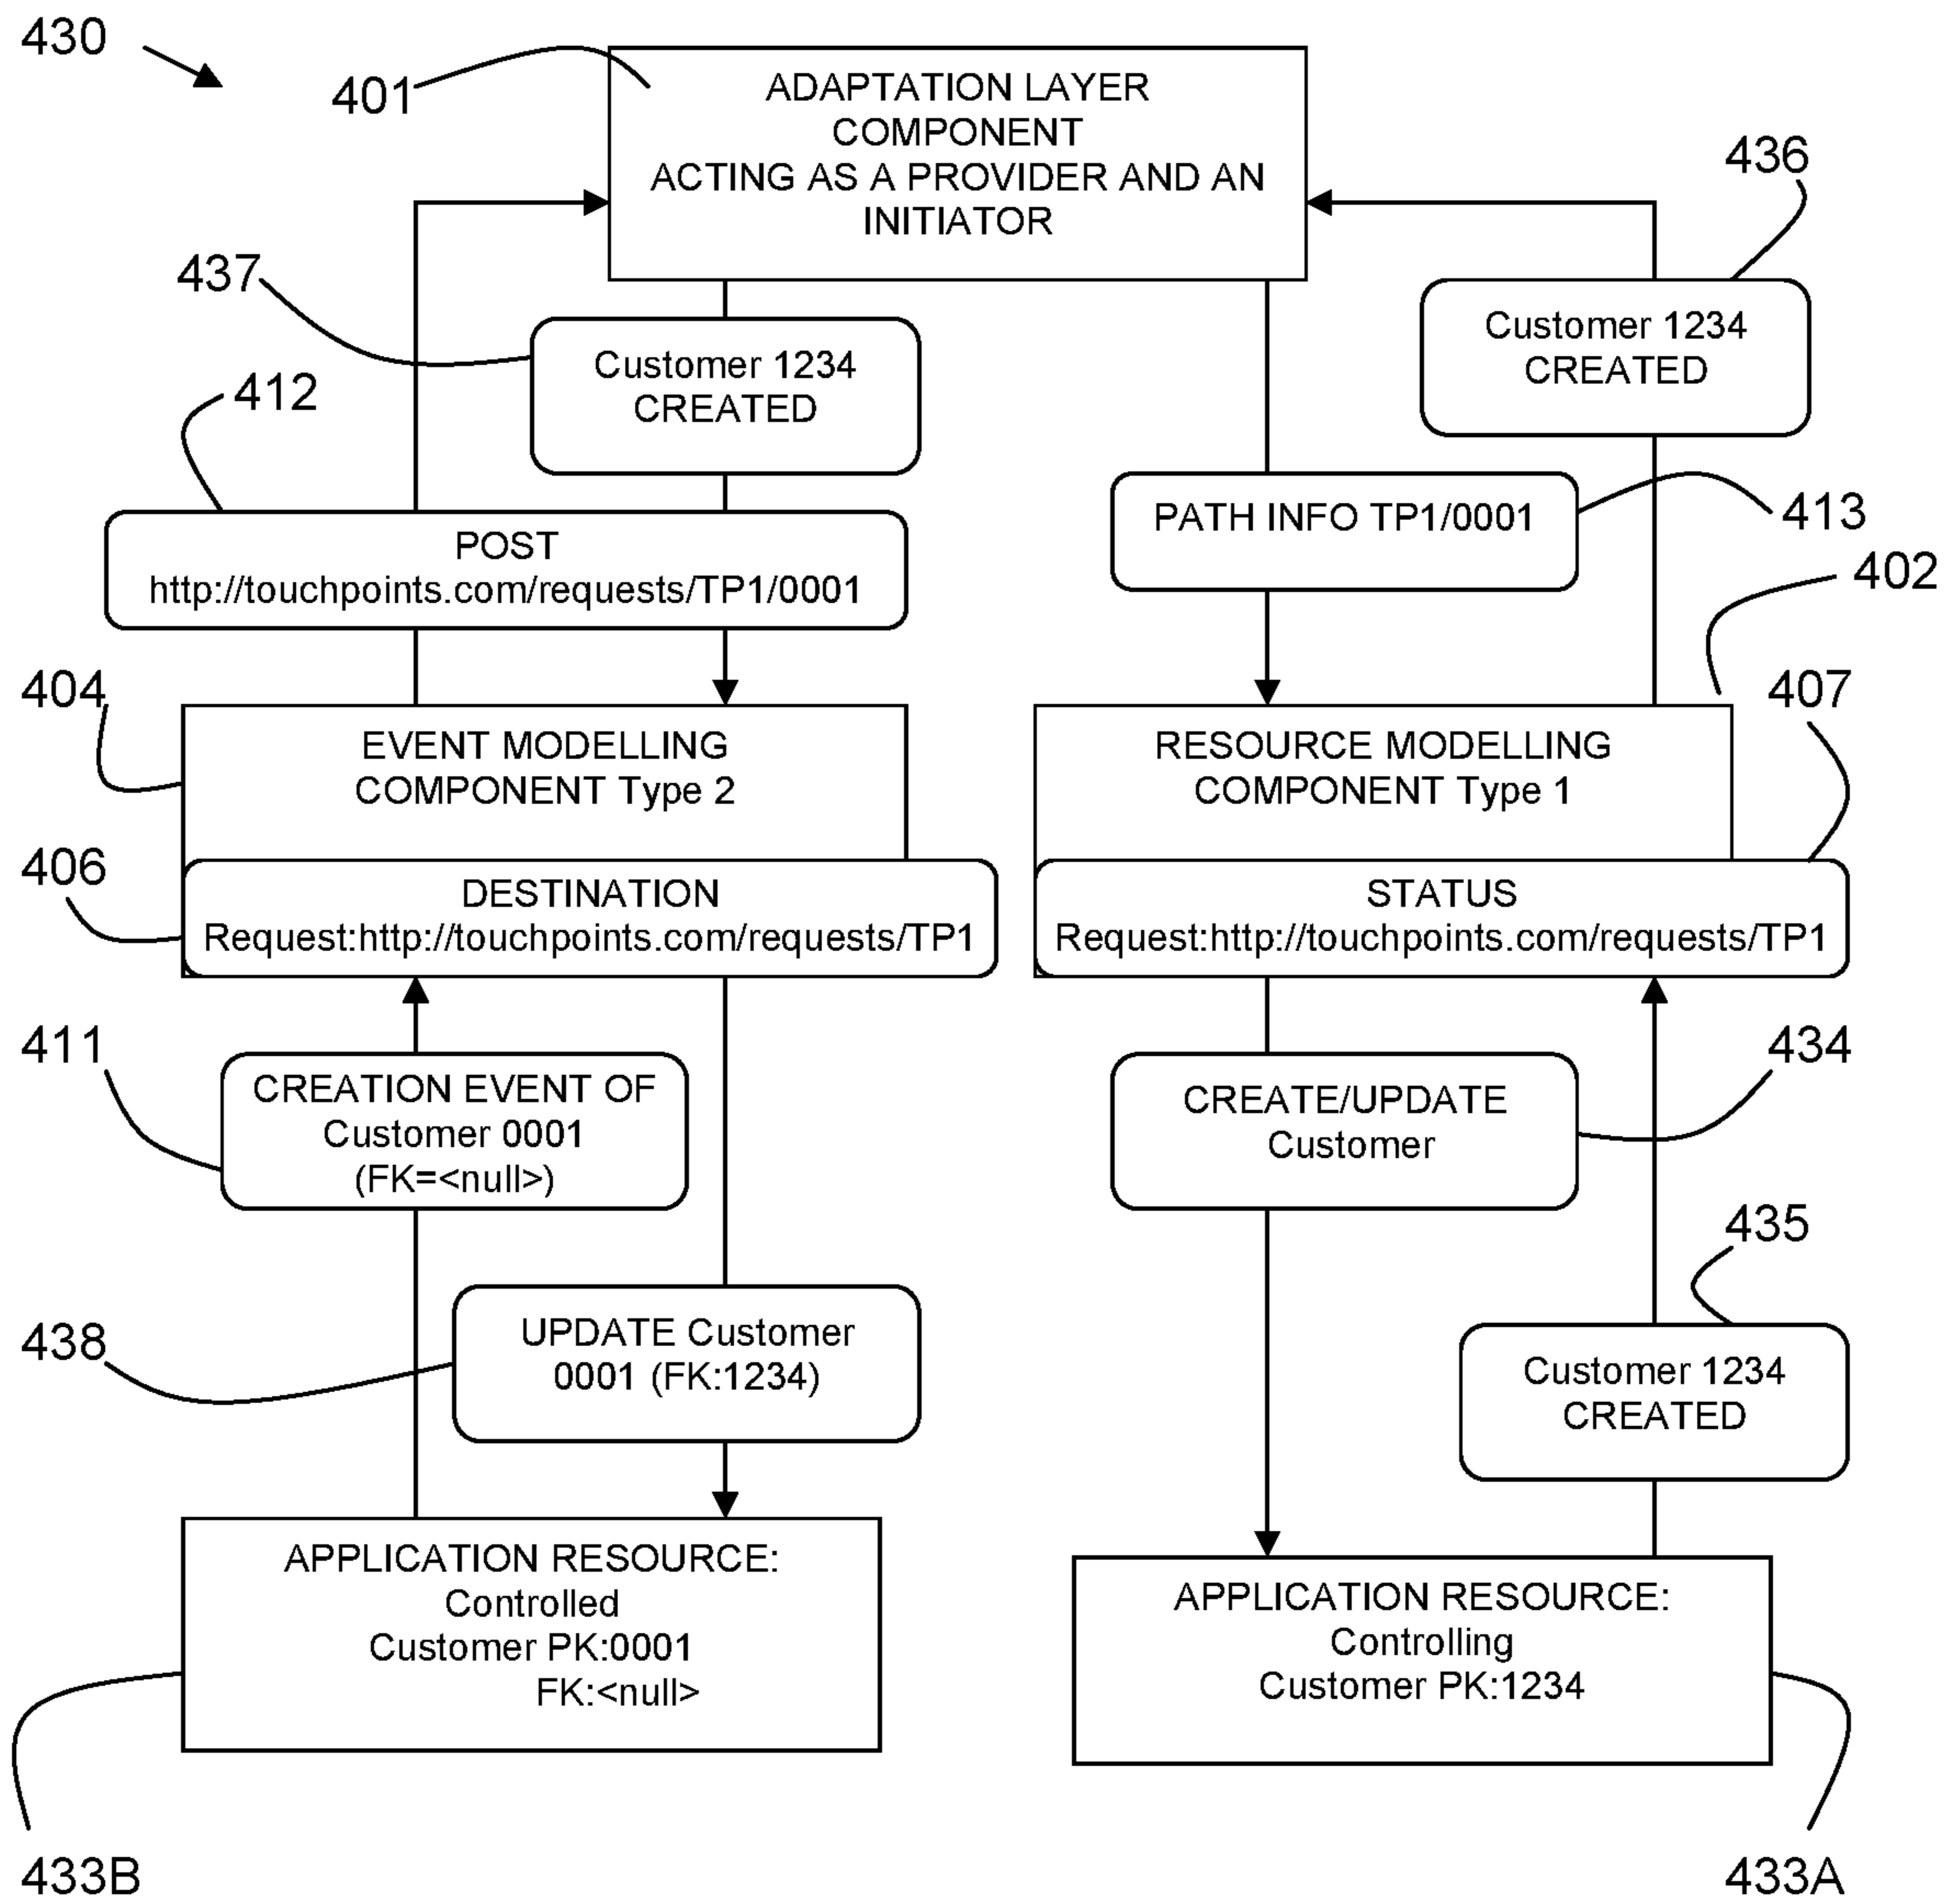 430
401
ADAPTATION LAYER
COMPONENT
ACTING AS A PROVIDER AND AN
INITIATOR
436
437
Customer 1234
CREATED
Customer 1234
CREATED
412
PATH INFO TP1/0001
413
POST
http://touchpoints.com/requests/TP1/0001
402
404
407
EVENT MODELLING
COMPONENT Type 2
RESOURCE MODELLING
COMPONENT Type 1
406
DESTINATION
Request:http://touchpoints.com/requests/TP1
STATUS
Request:http://touchpoints.com/requests/TP1
411
CREATION EVENT OF
Customer 0001
(FK=<null>)
CREATE/UPDATE
Customer
434
435
438
UPDATE Customer
0001 (FK:1234)
Customer 1234
CREATED
APPLICATION RESOURCE:
Controlled
Customer PK:0001
FK:<null>
APPLICATION RESOURCE:
Controlling
Customer PK:1234
433B
433A